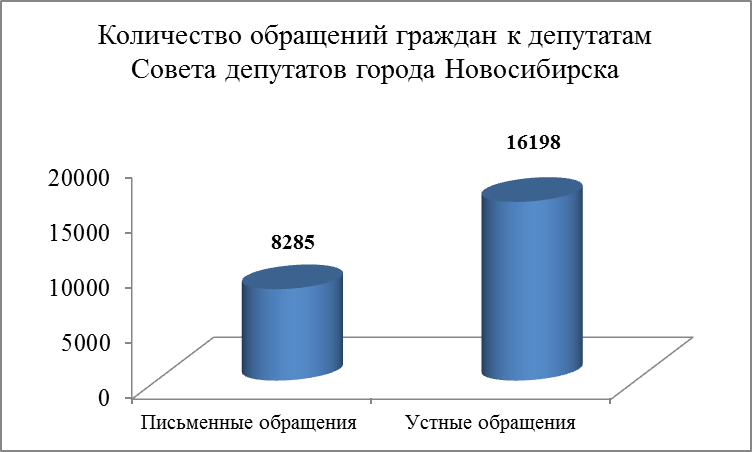 Количество обращений граждан к депутатам
Совета депутатов города Новосибирска
16198
8285
20000
15000
10000
5000
0
Письменные обращения
Устные обращения